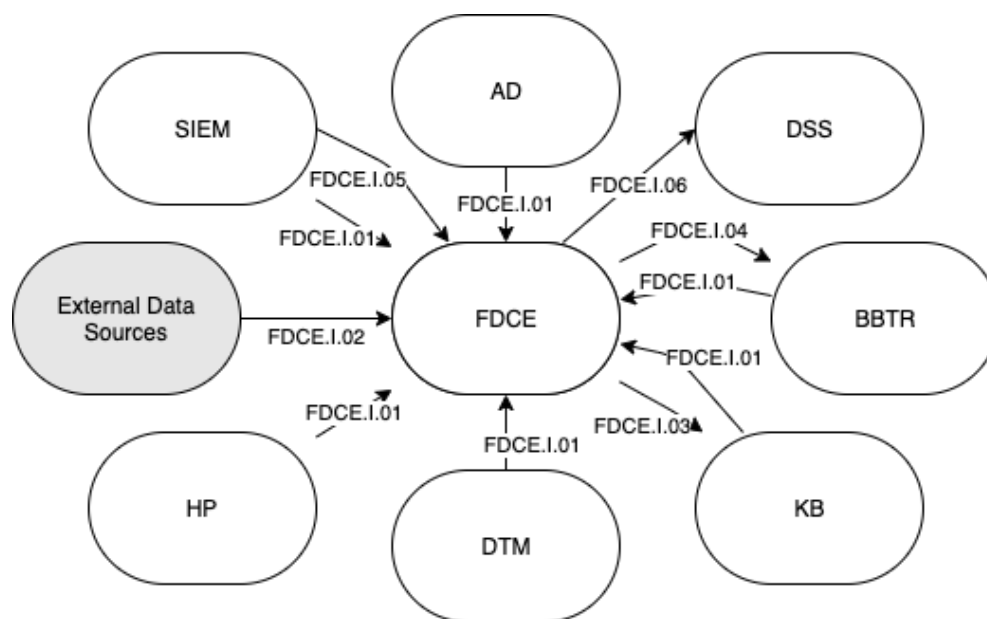 AD
SIEM
DSS
FDCE.I.05
FDCE.I.06
FDCE.I.01
FDCE.I.01
FDCE.I.04
FDCE.I.01
External Data
Sources
FDCE
BBTR
FDCE.I.02
FDCE.I.01
FDCE.I.01
FDCE.I.03
FDCE.I.01
HP
KB
DTM